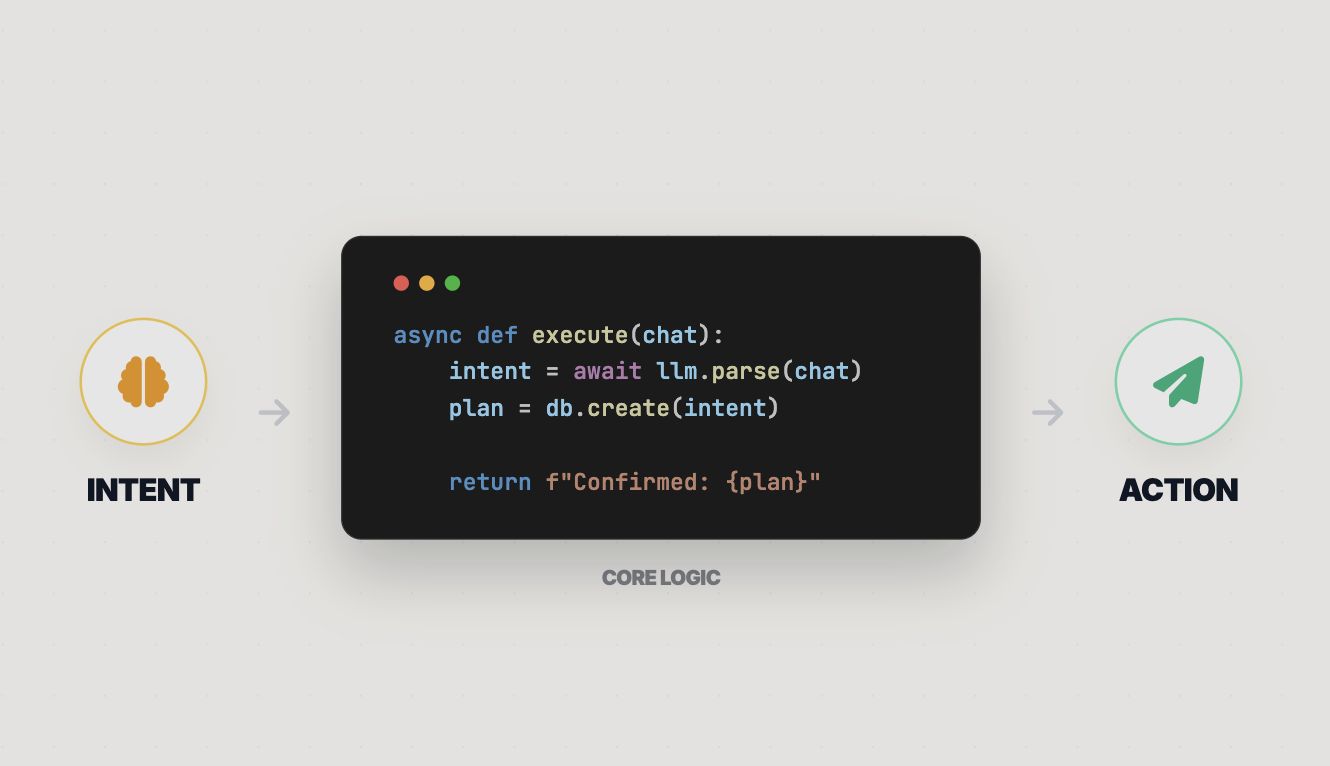 INTENT
async def execute(chat):
    intent = await llm.parse(chat)
    plan = db.create(intent)

    return f"Confirmed: {plan}"
CORE LOGIC
ACTION